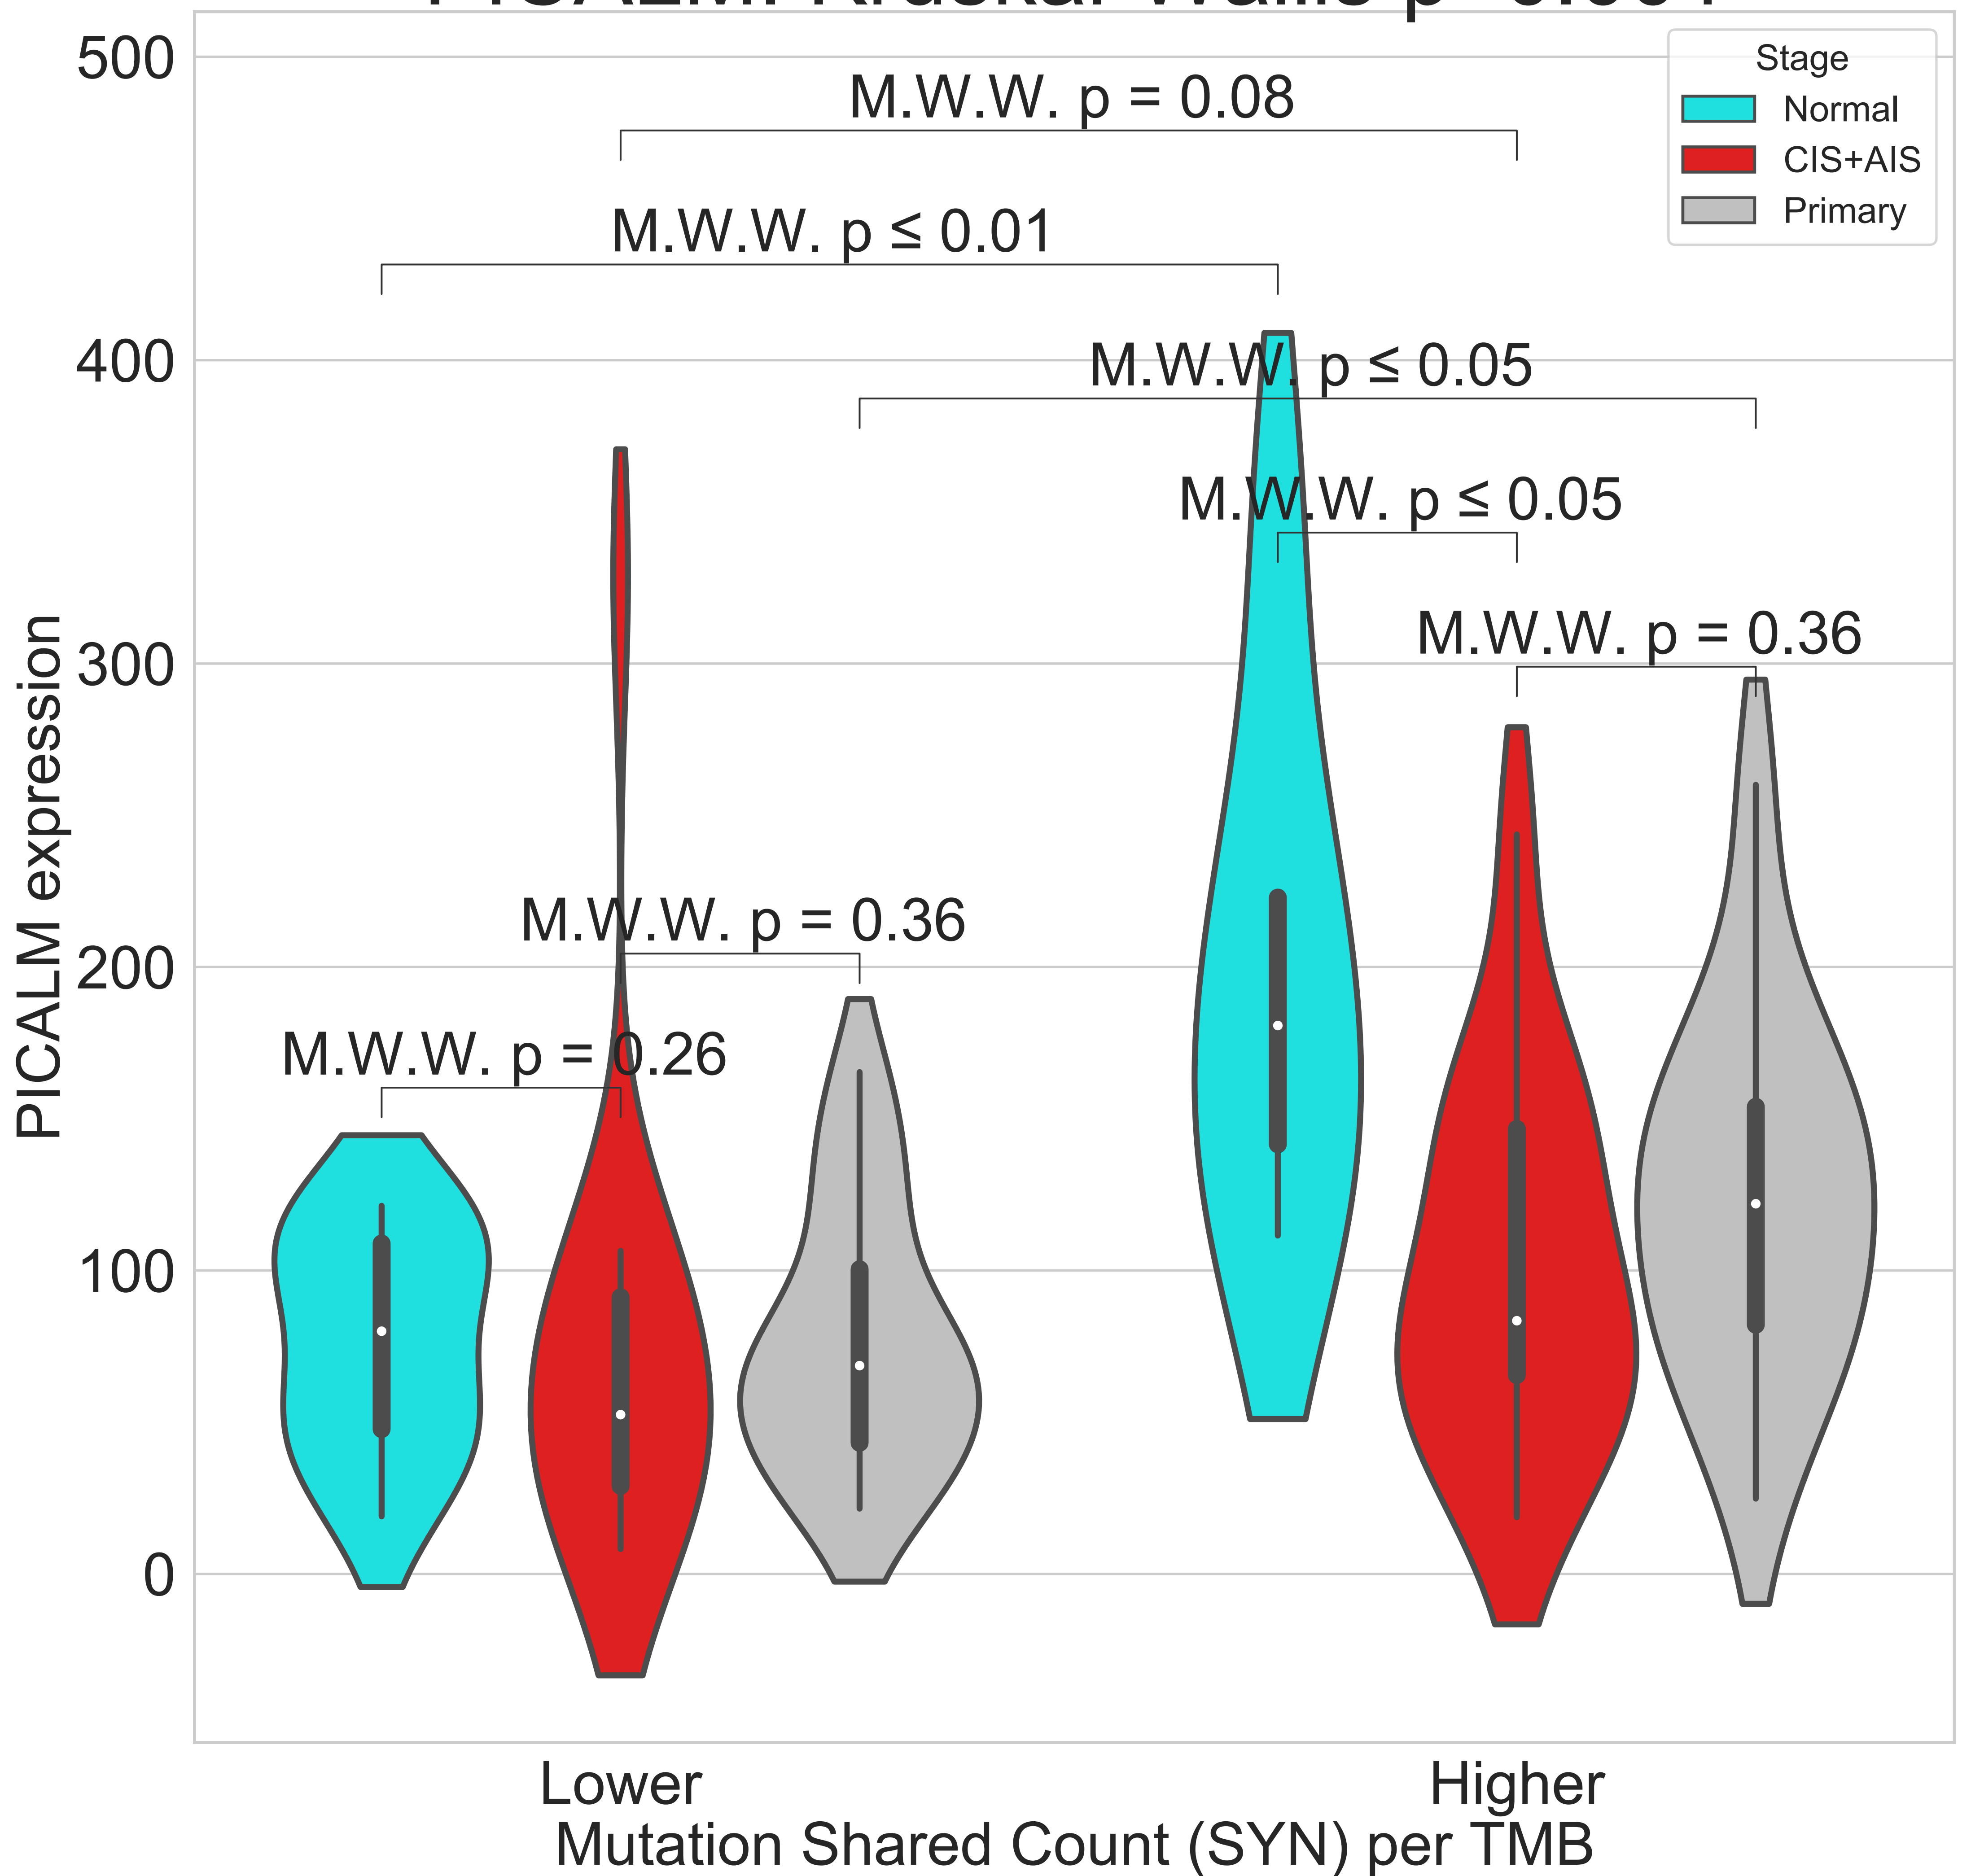 500
Stage
M.W.W. p = 0.08
Normal
CIS+AIS
Primary
M.W.W. p ≤ 0.01
400
M.W.W. p ≤ 0.05
M.W.W. p ≤ 0.05
M.W.W. p = 0.36
300
PICALM expression
M.W.W. p = 0.36
200
M.W.W. p = 0.26
100
0
Lower
Higher
Mutation Shared Count (SYN) per TMB